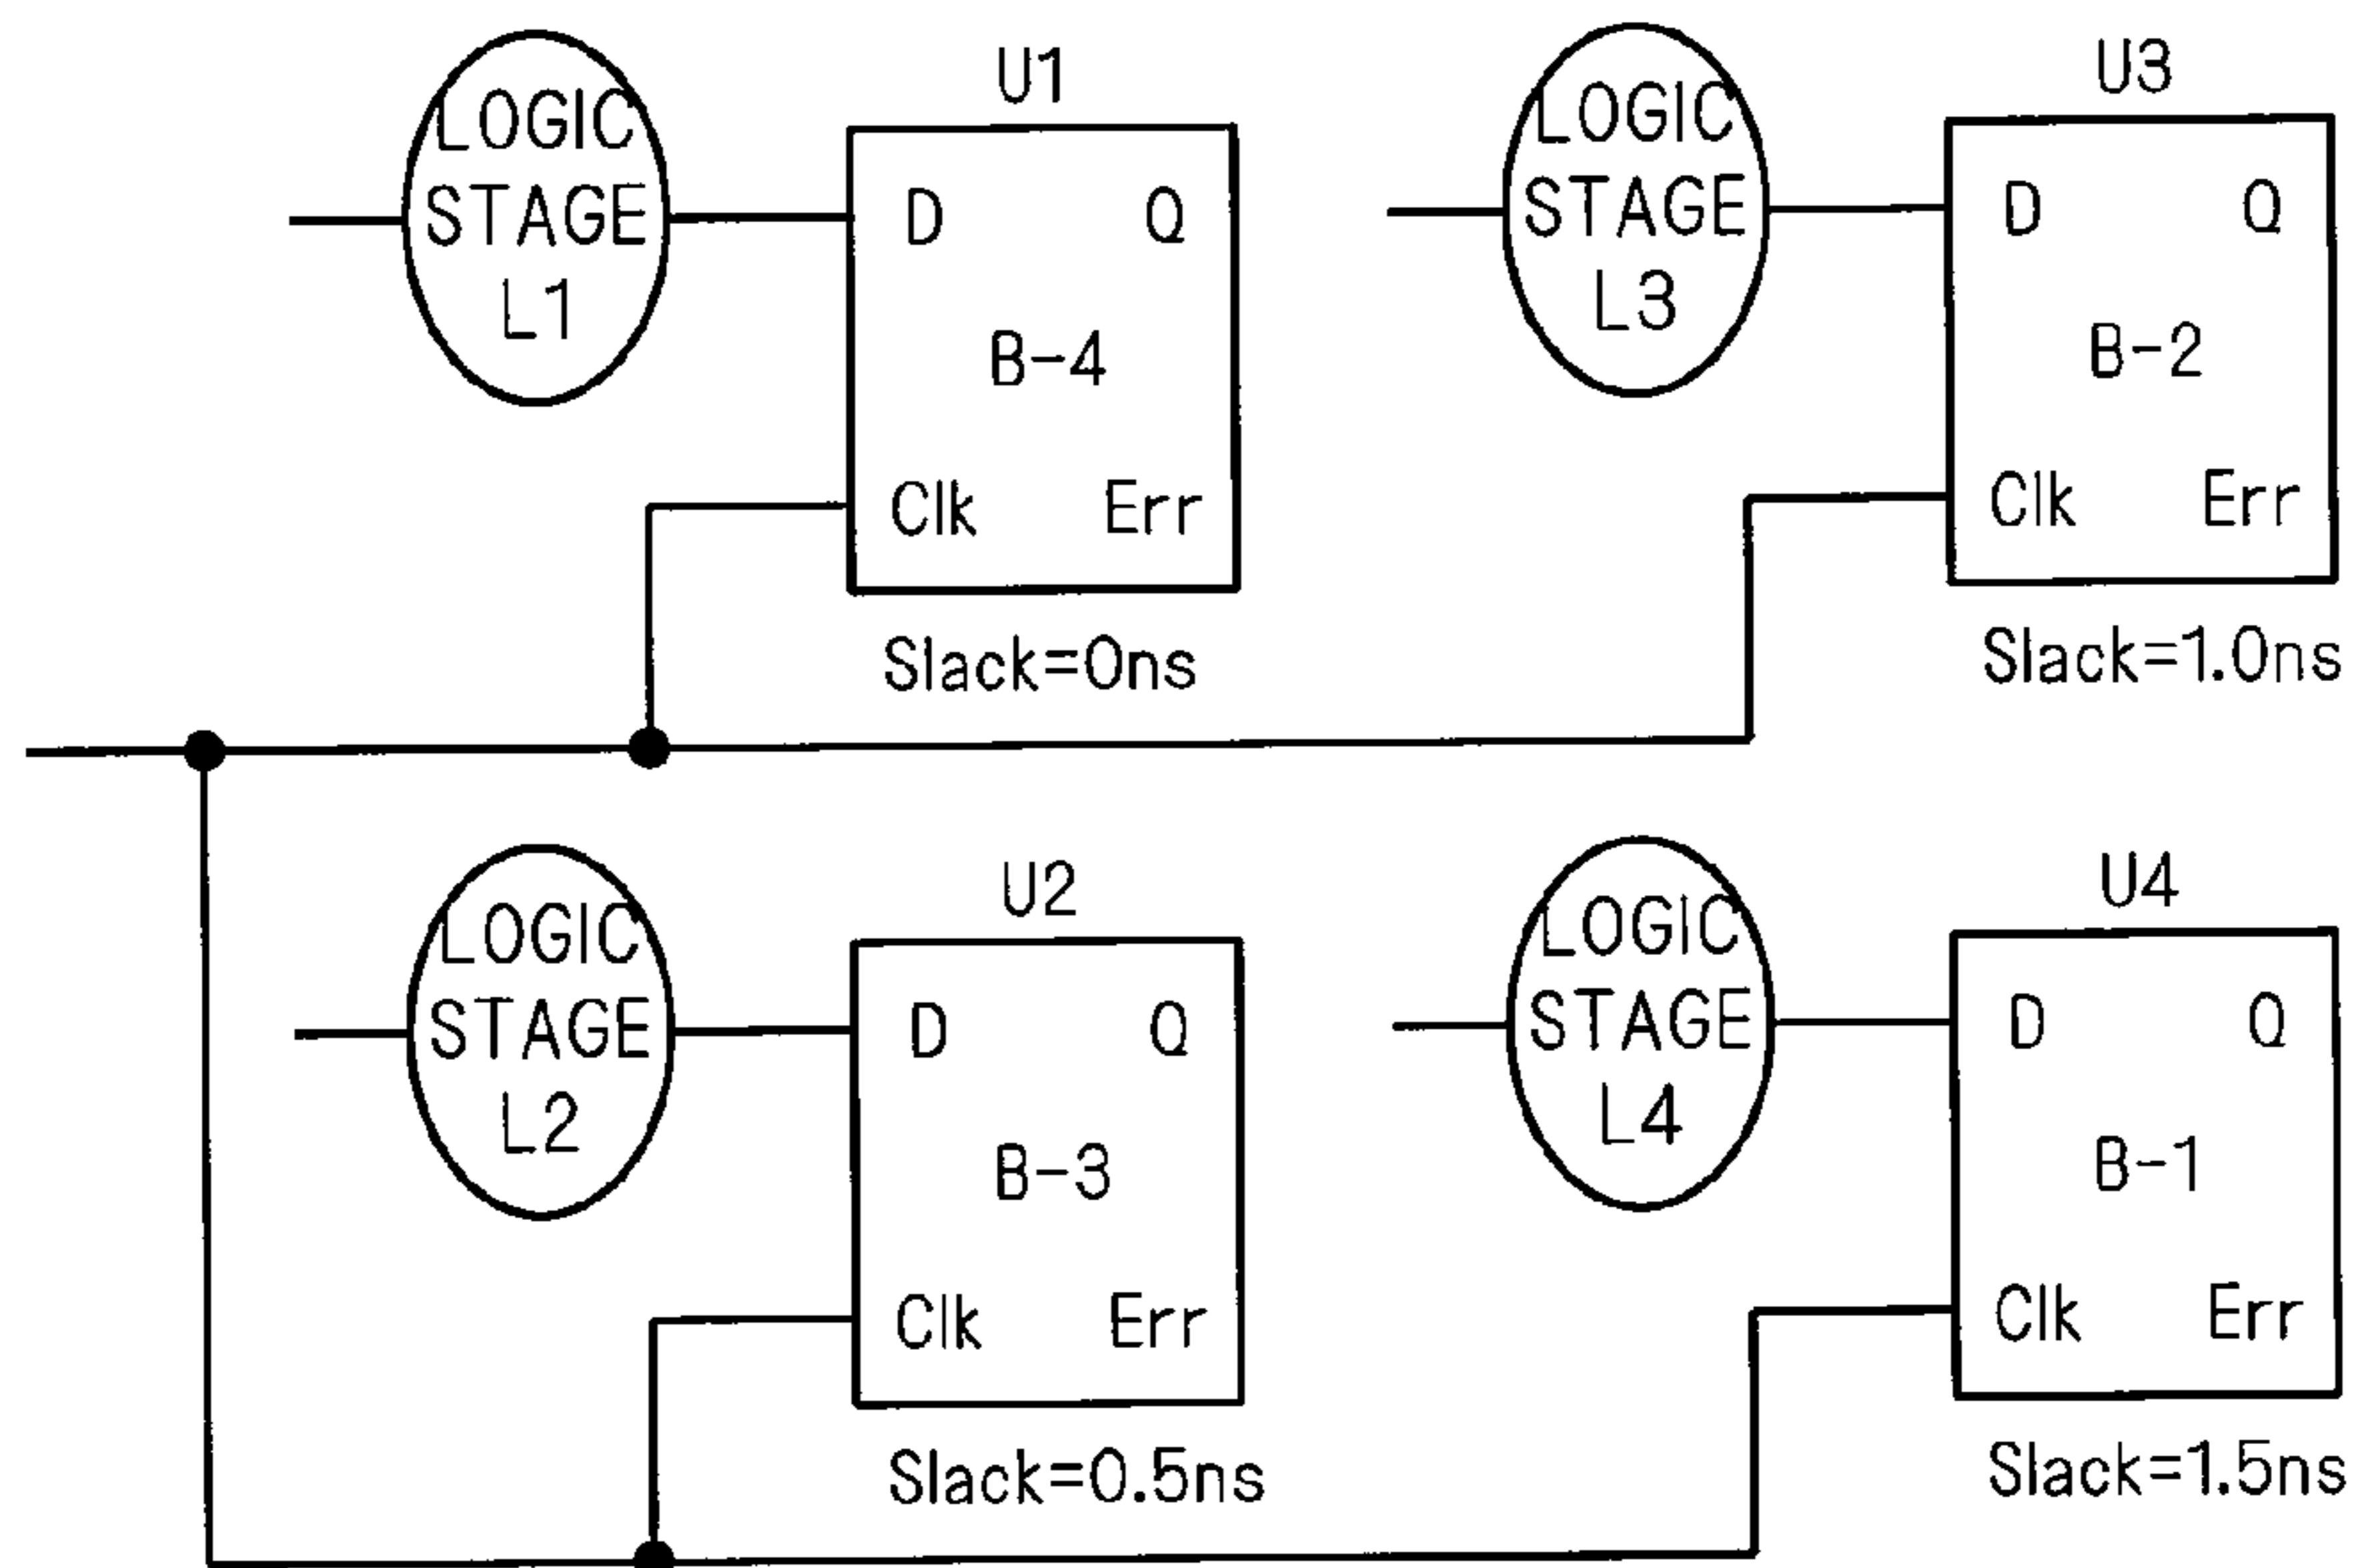 LOGIC
STAGE
L1
U1
D Q
B-4
Clk Err
Slack=0ns
LOGIC
STAGE
L3
U3
D Q
B-2
Clk Err
Slack=1.0ns
LOGIC
STAGE
L2
U2
D Q
B-3
Clk Err
Slack=0.5ns
LOGIC
STAGE
L4
U4
D Q
B-1
Clk Err
Slack=1.5ns